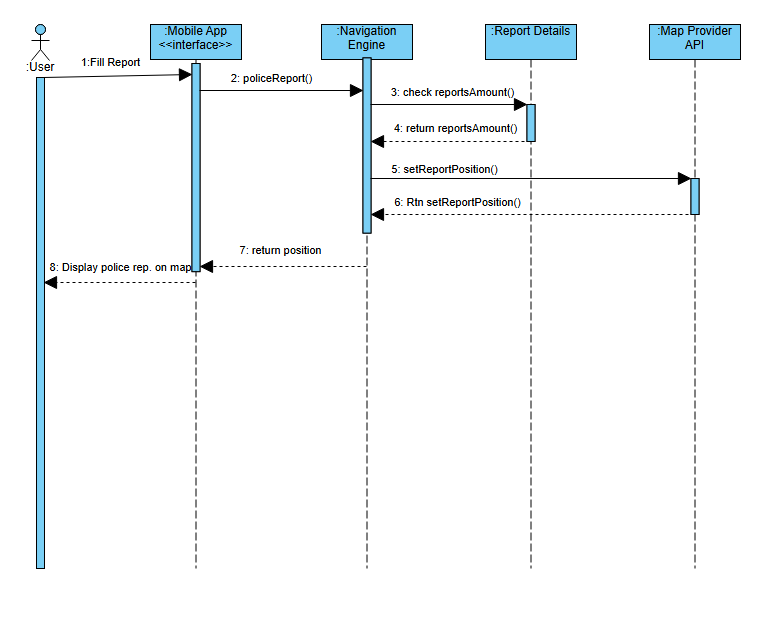 :User
:Mobile App
<<interface>>
:Navigation
Engine
:Report Details
:Map Provider
API
1:Fill Report
2: policeReport()
3: check reportsAmount()
4: return reportsAmount()
5: setReportPosition()
6: Rtn setReportPosition()
7: return position
8: Display police rep. on map